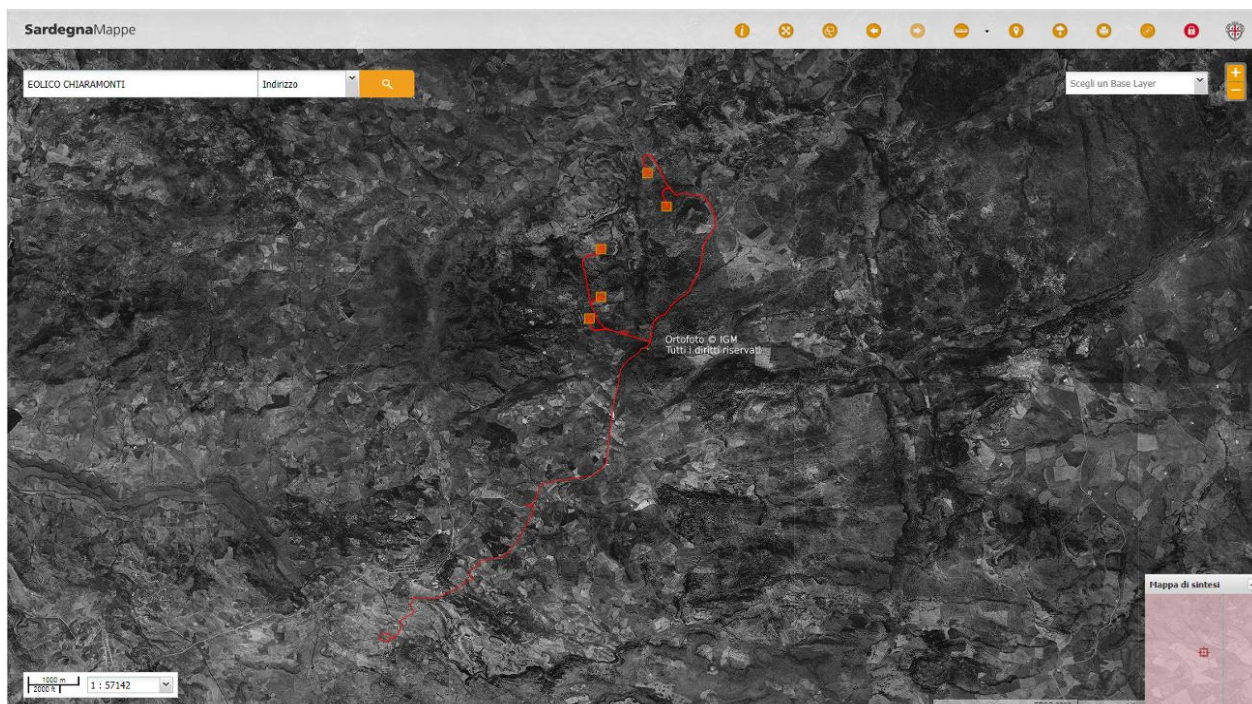 SardegnaMappe
EOLICO CHIARAMONTI
Indirizzo
Scegli un Base Layer
+
−
Ortofoto © IGM
Tutti i diritti riservati
Mappa di sintesi
1000 m
2000 ft
1 : 57142